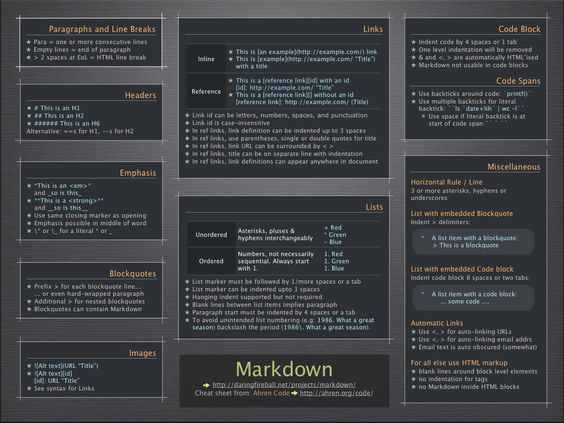 Paragraphs and Line Breaks
★ Para = one or more consecutive lines
★ Empty lines = end of paragraph
★ > 2 spaces at EoL = HTML line break
Headers
★ # This is an H1
★ ## This is an H2
★ ###### This is an H6
Alternative: === for H1, --- for H2
Emphasis
★ *This is an <em>*
and _so is this_
★ **This is a <strong>**
and __so is this__
★ Use same closing marker as opening
★ Emphasis possible in middle of word
★ \* or \_ for a literal * or _
Blockquotes
★ Prefix > for each blockquote line...
... or even hard-wrapped paragraph
★ Additional > for nested blockquotes
★ Blockquotes can contain Markdown
Images
★ ![Alt text](URL "Title")
★ ![Alt text][id]
[id]: URL "Title"
★ See syntax for Links
Links
Inline
★ This is [an example](http://example.com/) link
★ This is [example](http://example.com/ "Title")
with a title
Reference
★ This is a [reference link][id] with an id
[id]: http://example.com/ "Title"
★ This is a [reference link][] without an id
[reference link]: http://example.com/ (Title)
★ Link id can be letters, numbers, spaces, and punctuation
★ Link id is case-insensitive
★ In ref links, link definition can be indented up to 3 spaces
★ In ref links, use parentheses, single or double quotes for title
★ In ref links, link URL can be surrounded by < >
★ In ref links, title can be on separate line with indentation
★ In ref links, link definitions can appear anywhere in document
Lists
Unordered
Asterisks, pluses &
hyphens interchangeably
+ Red
* Green
- Blue
Ordered
Numbers, not necessarily
sequential. Always start
with 1.
1. Red
1. Green
1. Blue
★ List marker must be followed by 1/more spaces or a tab
★ List marker can be indented upto 3 spaces
★ Hanging indent supported but not required
★ Blank lines between list items implies paragraph
★ Paragraph start must be indented by 4 spaces or a tab
★ To avoid unintended list numbering (e.g: 1986. What a great
season) backslash the period (1986\. What a great season).
Markdown
http://daringfireball.net/projects/markdown/
Cheat sheet from: Ahren Code http://ahren.org/code/
Code Block
★ Indent code by 4 spaces or 1 tab
★ One level indentation will be removed
★ & and <, > are automatically HTML'ised
★ Markdown not usable in code blocks
Code Spans
★ Use backticks around code: `printf()`
★ Use multiple backticks for literal
backtick: ``ls `date+%h` | wc -l``
★ Use space if literal backtick is at
start of code span:
Miscellaneous
Horizontal Rule / Line
3 or more asterisks, hyphens or
underscores
List with embedded Blockquote
Indent > delimiters:
* A list item with a blockquote:
> This is a blockquote
List with embedded Code block
Indent code block 8 spaces or two tabs:
* A list item with a code block:
... some code ....
Automatic Links
★ Use <, > for auto-linking URLs
★ Use <, > for auto-linking email addrs
★ Email text is auto obscured (somewhat)
For all else use HTML markup
★ blank lines around block level elements
★ no indentation for tags
★ no Markdown inside HTML blocks